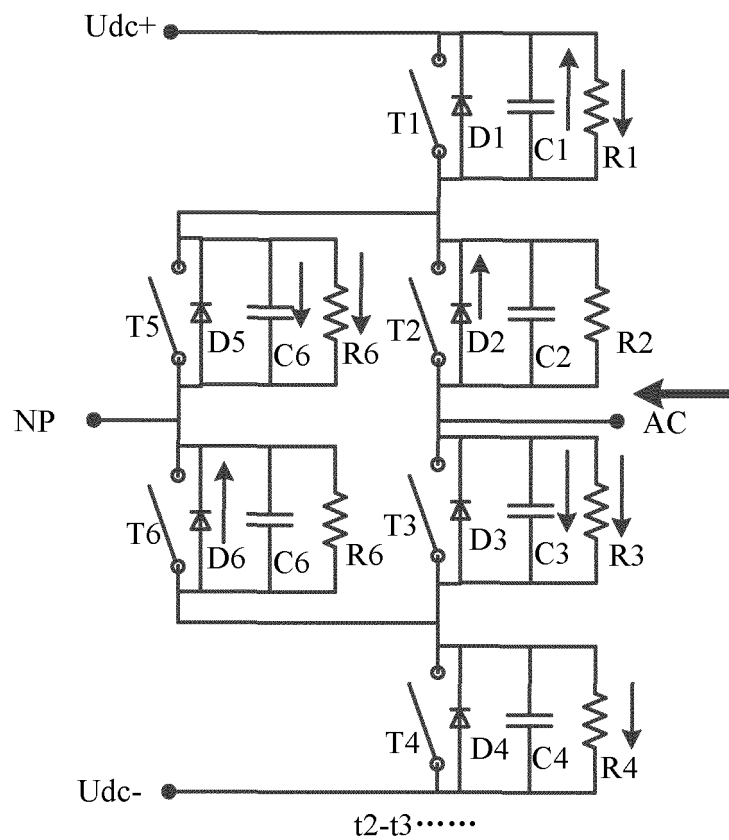 Udc+
T1 D1 C1 R1
T5 D5 C6 R6
T2 D2 C2 R2
NP
AC
T6 D6 C6 R6
T3 D3 C3 R3
T4 D4 C4 R4
Udc-
t2-t3······